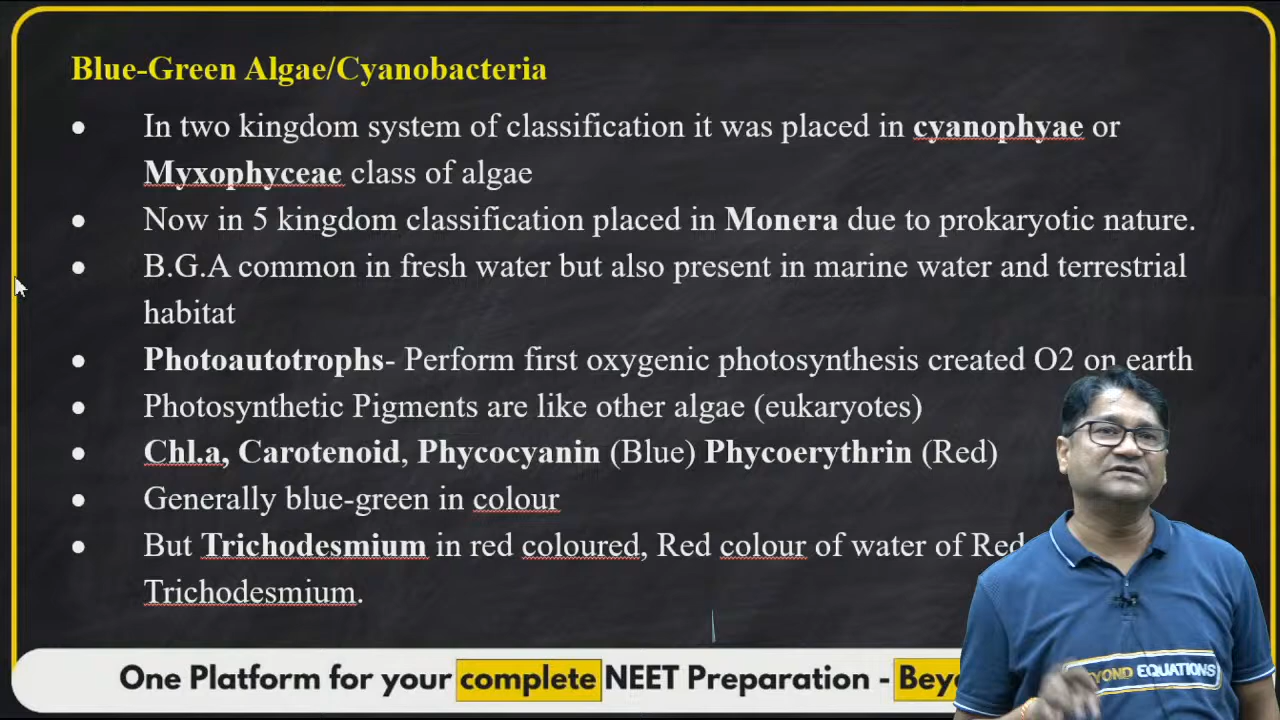 Blue-Green Algae/Cyanobacteria
● In two kingdom system of classification it was placed in cyanophyae or
Myxophyceae class of algae
● Now in 5 kingdom classification placed in Monera due to prokaryotic nature.
● B.G.A common in fresh water but also present in marine water and terrestrial
habitat
● Photoautotrophs- Perform first oxygenic photosynthesis created O2 on earth
● Photosynthetic Pigments are like other algae (eukaryotes)
● Chl.a, Carotenoid, Phycocyanin (Blue) Phycoerythrin (Red)
● Generally blue-green in colour
● But Trichodesmium in red coloured, Red colour of water of Red
Trichodesmium.
One Platform for your complete NEET Preparation -
BEYOND EQUATIONS